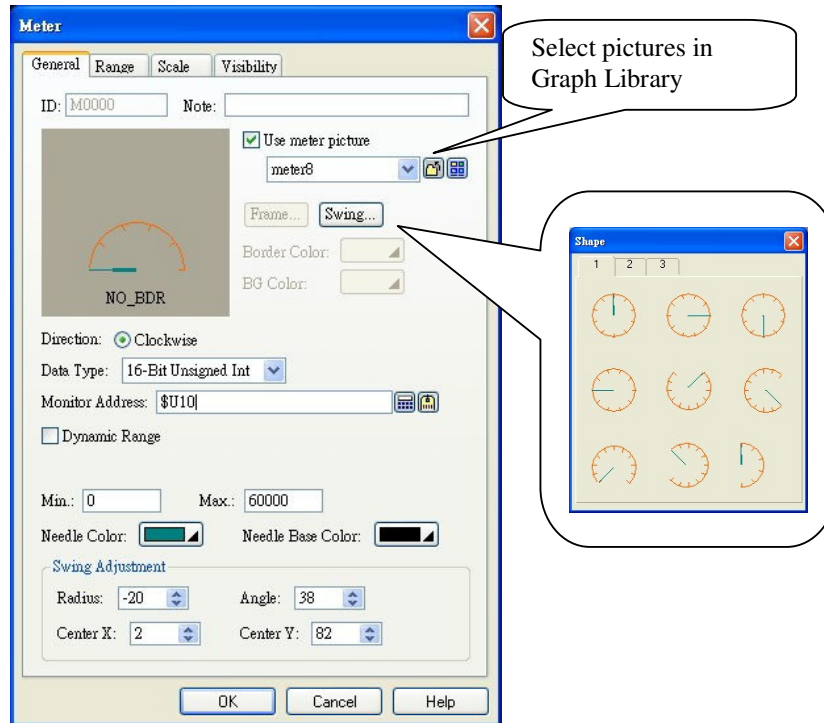 Meter
General Range Scale Visibility
ID: M0000 Note:
Use meter picture
meter8
Frame... Swing...
Border Color:
BG Color:
NO_BDR
Direction: Clockwise
Data Type: 16-Bit Unsigned Int
Monitor Address: $U10
Dynamic Range
Min.: 0 Max.: 60000
Needle Color: Needle Base Color:
Swing Adjustment
Radius: -20 Angle: 38
Center X: 2 Center Y: 82
OK Cancel Help
Select pictures in
Graph Library
Shape
1 2 3